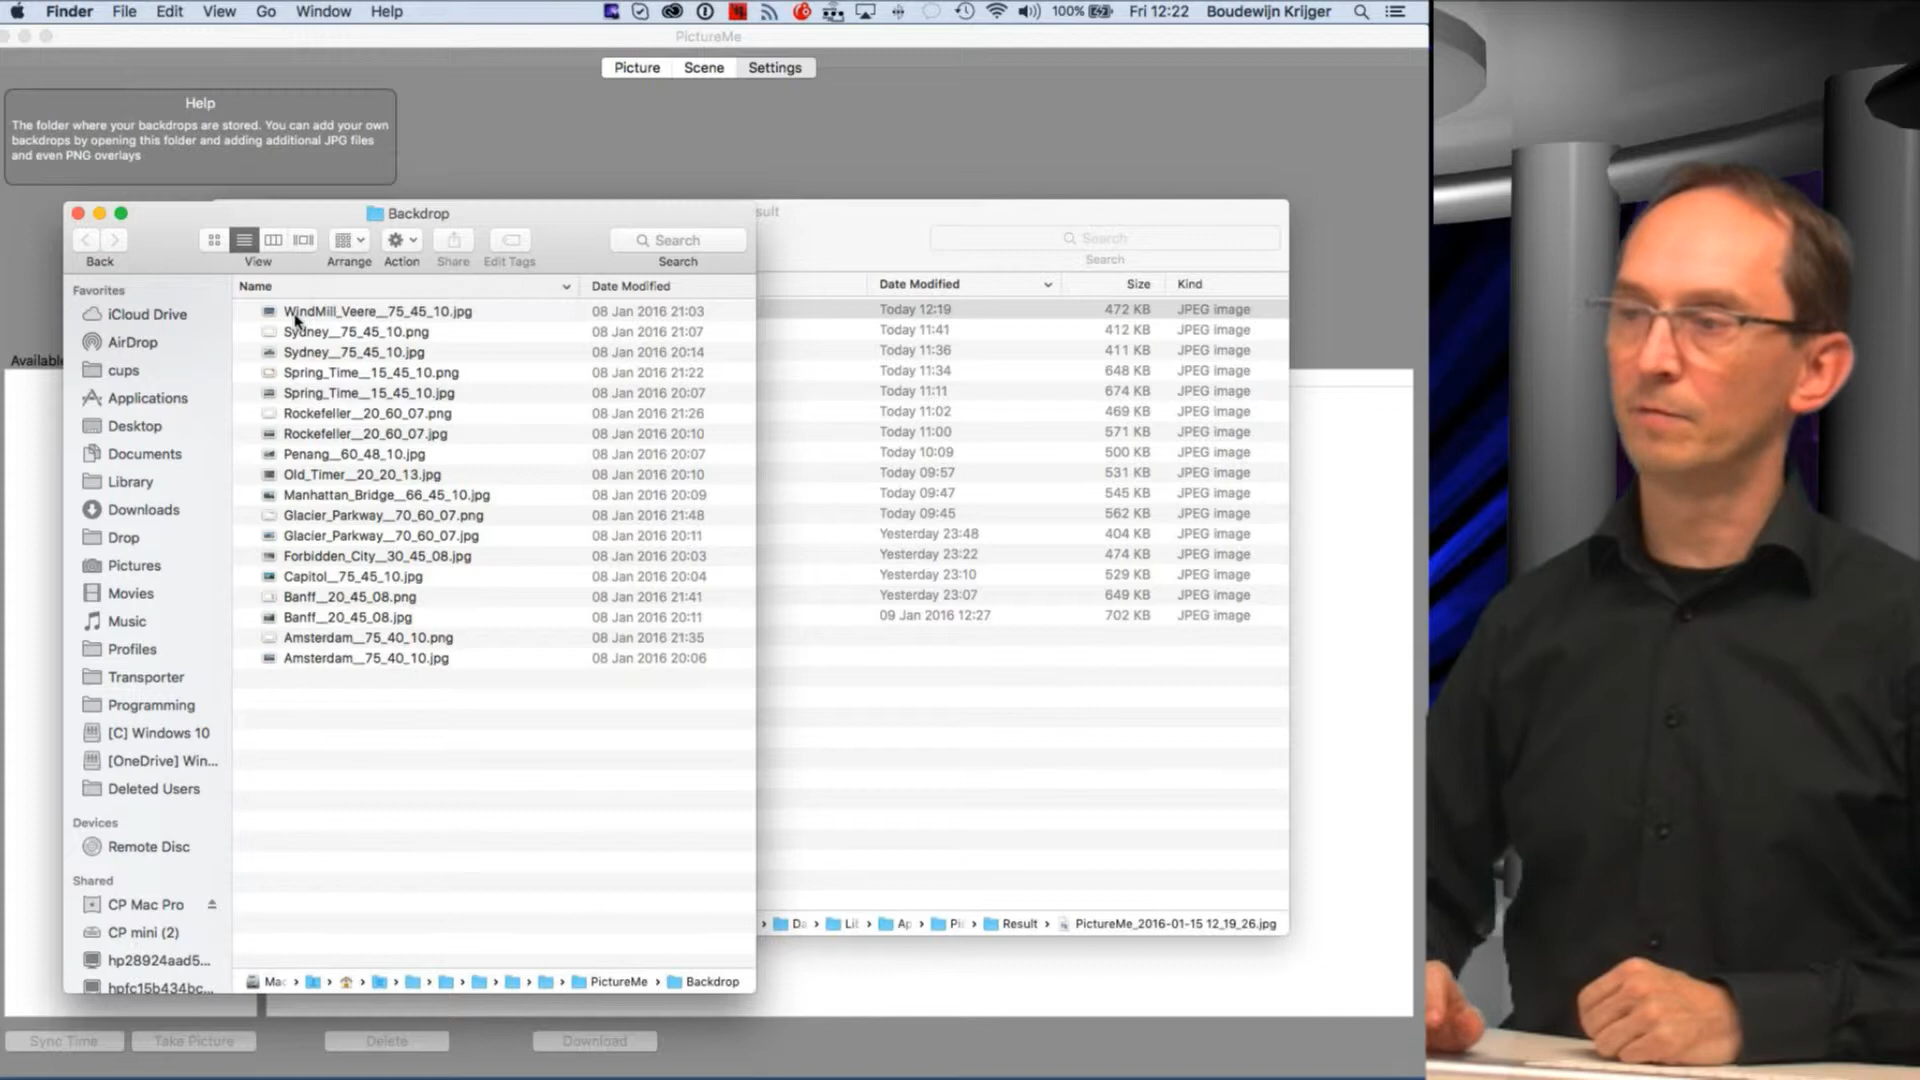 Finder File Edit View Go Window Help
100% Fri 12:22 Boudewijn Krijger
PictureMe
Picture Scene Settings
Help
The folder where your backdrops are stored. You can add your own
backdrops by opening this folder and adding additional JPG files
and even PNG overlays
Available
Backdrop
Search
Back View Arrange Action Share Edit Tags Search
Name Date Modified
WindMill_Veere__75_45_10.jpg 08 Jan 2016 21:03
Sydney__75_45_10.png 08 Jan 2016 21:07
Sydney__75_45_10.jpg 08 Jan 2016 20:14
Spring_Time__15_45_10.png 08 Jan 2016 21:22
Spring_Time__15_45_10.jpg 08 Jan 2016 20:07
Rockefeller__20_60_07.png 08 Jan 2016 21:26
Rockefeller__20_60_07.jpg 08 Jan 2016 20:10
Penang__60_48_10.jpg 08 Jan 2016 20:07
Old_Timer__20_20_13.jpg 08 Jan 2016 20:10
Manhattan_Bridge__66_45_10.jpg 08 Jan 2016 20:09
Glacier_Parkway__70_60_07.png 08 Jan 2016 21:48
Glacier_Parkway__70_60_07.jpg 08 Jan 2016 20:11
Forbidden_City__30_45_08.jpg 08 Jan 2016 20:03
Capitol__75_45_10.jpg 08 Jan 2016 20:04
Banff__20_45_08.png 08 Jan 2016 21:41
Banff__20_45_08.jpg 08 Jan 2016 20:11
Amsterdam__75_40_10.png 08 Jan 2016 21:35
Amsterdam__75_40_10.jpg 08 Jan 2016 20:06
Favorites
iCloud Drive
AirDrop
cups
Applications
Desktop
Documents
Library
Downloads
Drop
Pictures
Movies
Music
Profiles
Transporter
Programming
[C] Windows 10
[OneDrive] Win...
Deleted Users
Devices
Remote Disc
Shared
CP Mac Pro
CP mini (2)
hp28924aad5...
hpfc15b434bc...
Mac PictureMe Backdrop
sult
Search
Search
Date Modified Size Kind
Today 12:19 472 KB JPEG image
Today 11:41 412 KB JPEG image
Today 11:36 411 KB JPEG image
Today 11:34 648 KB JPEG image
Today 11:11 674 KB JPEG image
Today 11:02 469 KB JPEG image
Today 11:00 571 KB JPEG image
Today 10:09 500 KB JPEG image
Today 09:57 531 KB JPEG image
Today 09:47 545 KB JPEG image
Today 09:45 562 KB JPEG image
Yesterday 23:48 404 KB JPEG image
Yesterday 23:22 474 KB JPEG image
Yesterday 23:10 529 KB JPEG image
Yesterday 23:07 649 KB JPEG image
09 Jan 2016 12:27 702 KB JPEG image
Da Lit Ap Pi Result PictureMe_2016-01-15 12_19_26.jpg
Sync Time Take Picture Delete Download